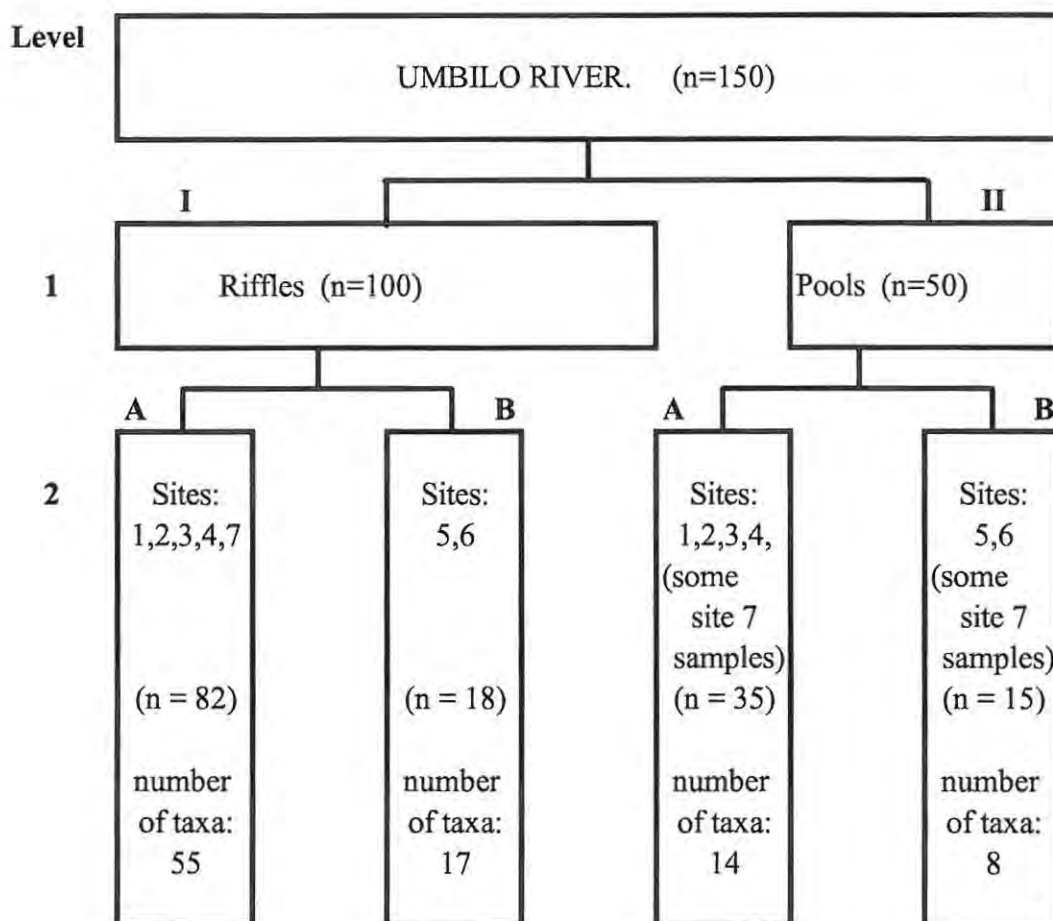 Level
UMBILO RIVER. (n=150)
I
II
1
Riffles (n=100)
Pools (n=50)
A
B
A
B
2
Sites:
1,2,3,4,7
(n = 82)
number
of taxa:
55
Sites:
5,6
(n = 18)
number
of taxa:
17
Sites:
1,2,3,4,
(some
site 7
samples)
(n = 35)
number
of taxa:
14
Sites:
5,6
(some
site 7
samples)
(n = 15)
number
of taxa:
8